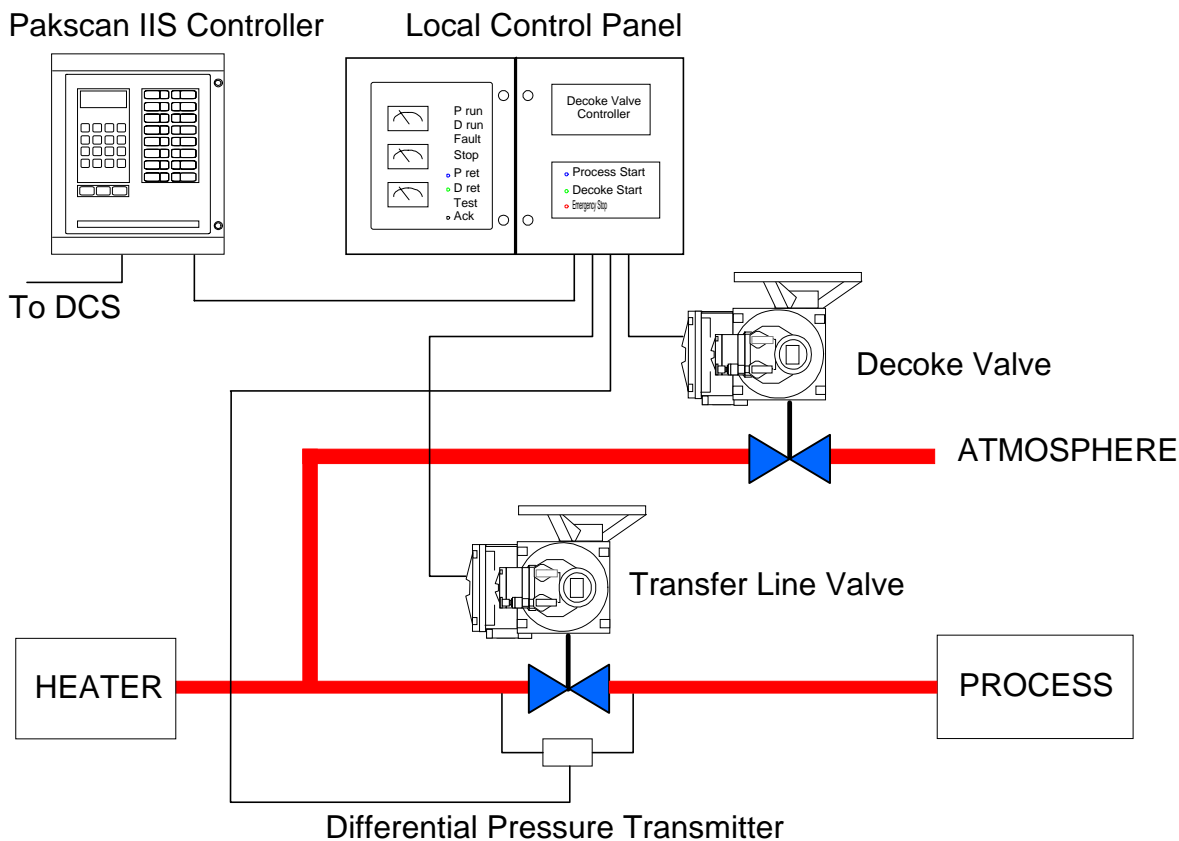 Pakscan IIS Controller
Local Control Panel
P run
D run
Fault
Stop
P ret
D ret
Test
Ack
Decoke Valve
Controller
Process Start
Decoke Start
Emergency Stop
To DCS
Decoke Valve
ATMOSPHERE
Transfer Line Valve
HEATER
PROCESS
Differential Pressure Transmitter